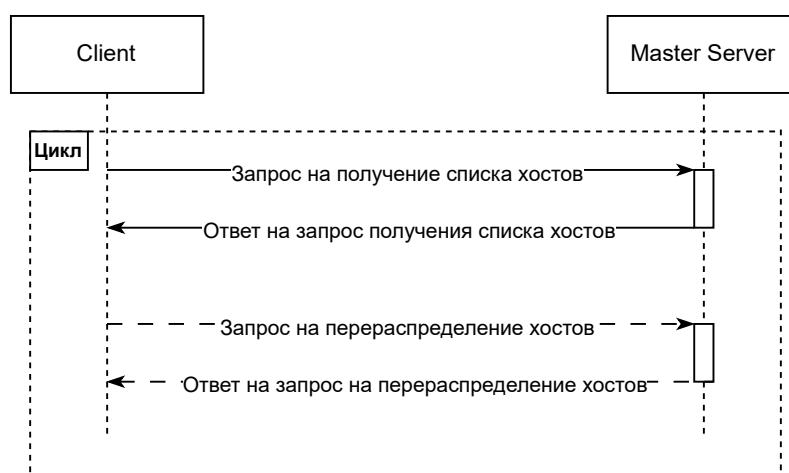 Client
Master Server
Цикл
Запрос на получение списка хостов
Ответ на запрос получения списка хостов
Запрос на перераспределение хостов
Ответ на запрос на перераспределение хостов